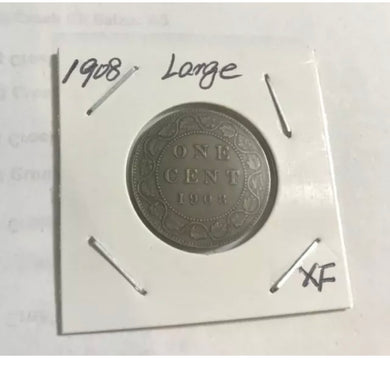 1908 Large
ONE
CENT
1908
XF